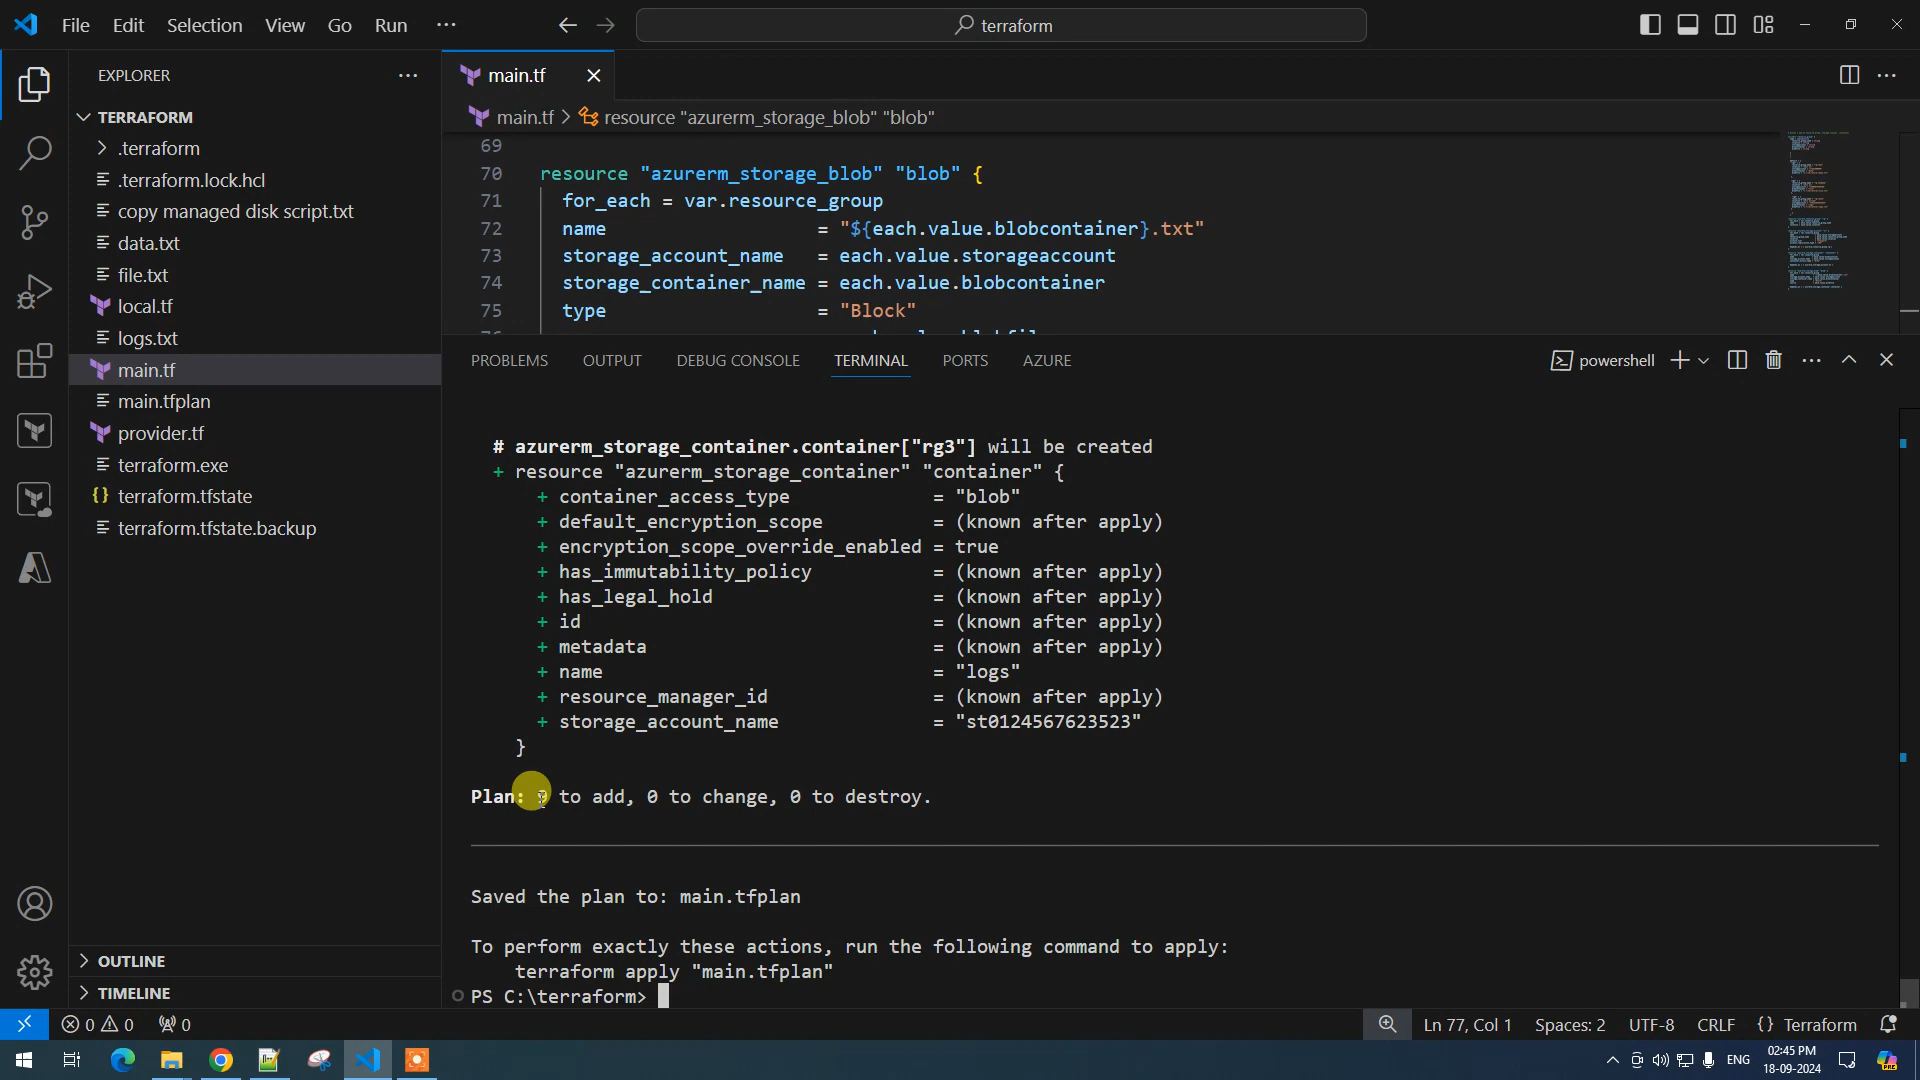 File Edit Selection View Go Run ···
terraform
EXPLORER
main.tf
main.tf > resource "azurerm_storage_blob" "blob"
TERRAFORM
.terraform
.terraform.lock.hcl
copy managed disk script.txt
data.txt
file.txt
local.tf
logs.txt
main.tf
main.tfplan
provider.tf
terraform.exe
terraform.tfstate
terraform.tfstate.backup
OUTLINE
TIMELINE
69
70 resource "azurerm_storage_blob" "blob" {
71 for_each = var.resource_group
72 name = "${each.value.blobcontainer}.txt"
73 storage_account_name = each.value.storageaccount
74 storage_container_name = each.value.blobcontainer
75 type = "Block"
PROBLEMS OUTPUT DEBUG CONSOLE TERMINAL PORTS AZURE
powershell
# azurerm_storage_container.container["rg3"] will be created
+ resource "azurerm_storage_container" "container" {
+ container_access_type = "blob"
+ default_encryption_scope = (known after apply)
+ encryption_scope_override_enabled = true
+ has_immutability_policy = (known after apply)
+ has_legal_hold = (known after apply)
+ id = (known after apply)
+ metadata = (known after apply)
+ name = "logs"
+ resource_manager_id = (known after apply)
+ storage_account_name = "st0124567623523"
}
Plan: to add, 0 to change, 0 to destroy.
Saved the plan to: main.tfplan
To perform exactly these actions, run the following command to apply:
terraform apply "main.tfplan"
PS C:\terraform>
0 0 0
Ln 77, Col 1 Spaces: 2 UTF-8 CRLF {} Terraform
ENG
02:45 PM
18-09-2024